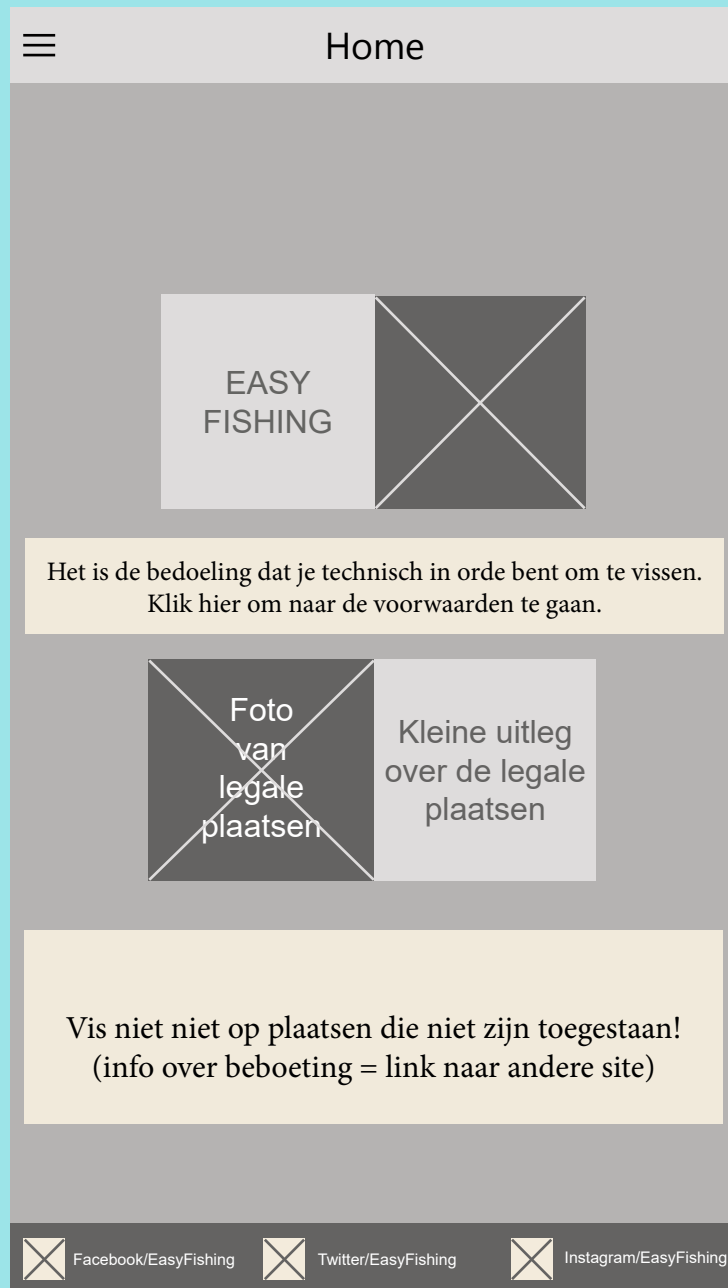 Home
EASY
FISHING
Het is de bedoeling dat je technisch in orde bent om te vissen.
Klik hier om naar de voorwaarden te gaan.
Foto
van
legale
plaatsen
Kleine uitleg
over de legale
plaatsen
Vis niet niet op plaatsen die niet zijn toegestaan!
(info over beboeting = link naar andere site)
Facebook/EasyFishing
Twitter/EasyFishing
Instagram/EasyFishing